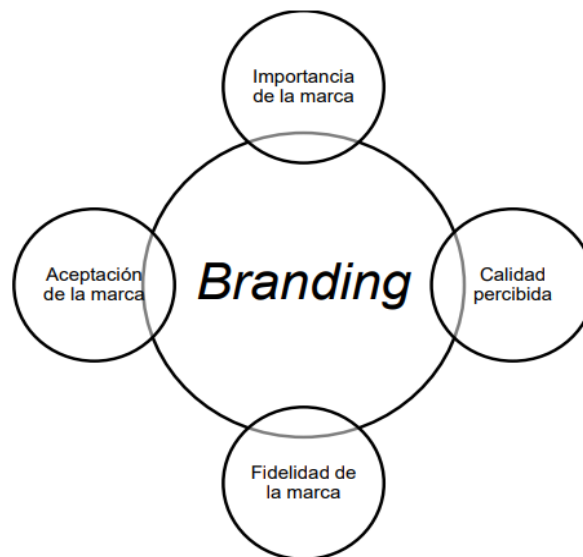 Importancia
de la marca
Aceptación
de la marca
Branding
Calidad
percibida
Fidelidad de
la marca